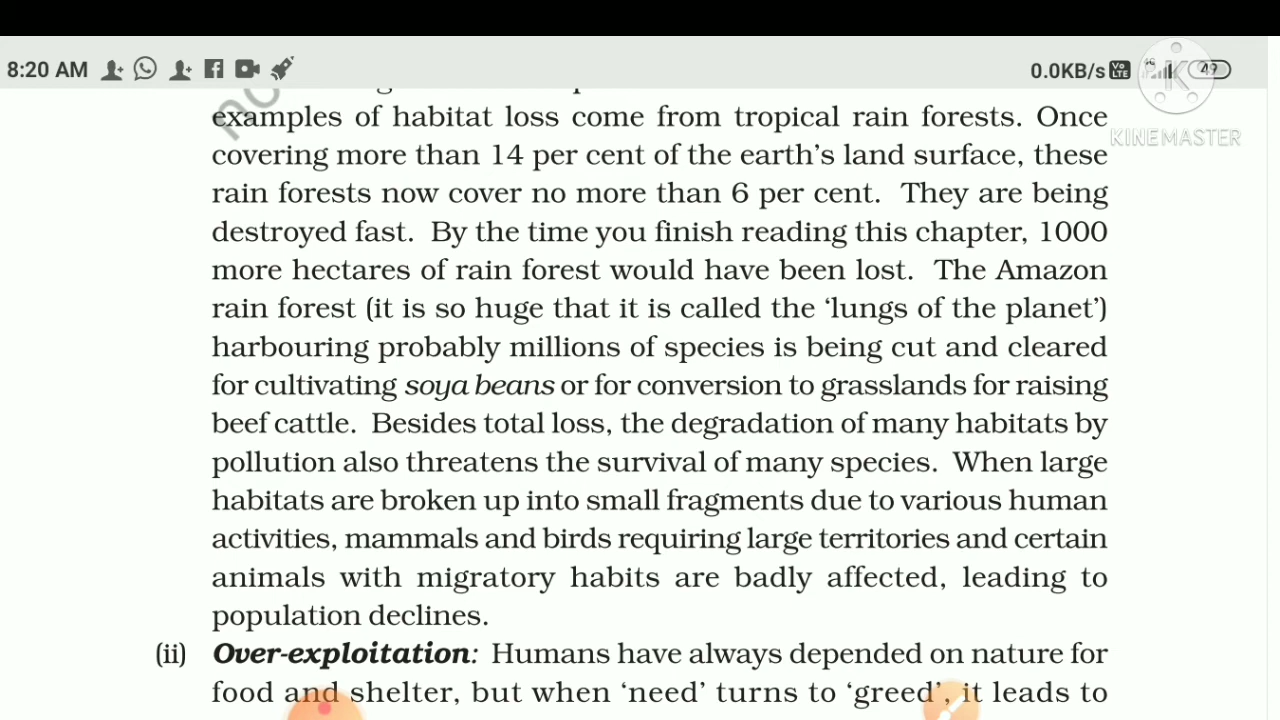 8:20 AM
0.0KB/s Vo LTE 4G 49
KINEMASTER
examples of habitat loss come from tropical rain forests. Once
covering more than 14 per cent of the earth's land surface, these
rain forests now cover no more than 6 per cent. They are being
destroyed fast. By the time you finish reading this chapter, 1000
more hectares of rain forest would have been lost. The Amazon
rain forest (it is so huge that it is called the ‘lungs of the planet’)
harbouring probably millions of species is being cut and cleared
for cultivating soya beans or for conversion to grasslands for raising
beef cattle. Besides total loss, the degradation of many habitats by
pollution also threatens the survival of many species. When large
habitats are broken up into small fragments due to various human
activities, mammals and birds requiring large territories and certain
animals with migratory habits are badly affected, leading to
population declines.
(ii) Over-exploitation: Humans have always depended on nature for
food and shelter, but when ‘need’ turns to ‘greed’, it leads to